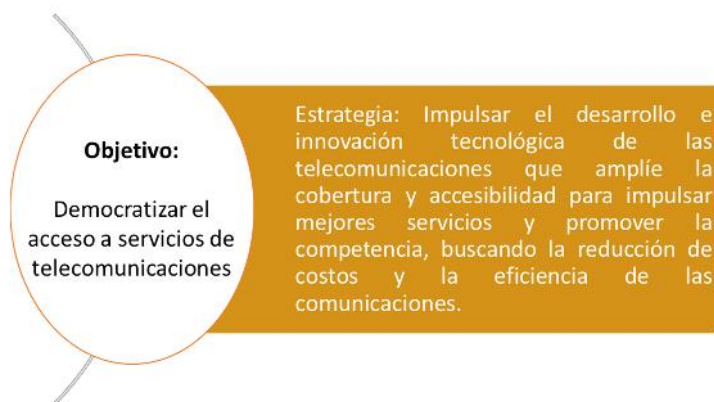 Objetivo:
Democratizar el
acceso a servicios de
telecomunicaciones
Estrategia: Impulsar el desarrollo e
innovación tecnológica de las
telecomunicaciones que amplíe la
cobertura y accesibilidad para impulsar
mejores servicios y promover la
competencia, buscando la reducción de
costos y la eficiencia de las
comunicaciones.